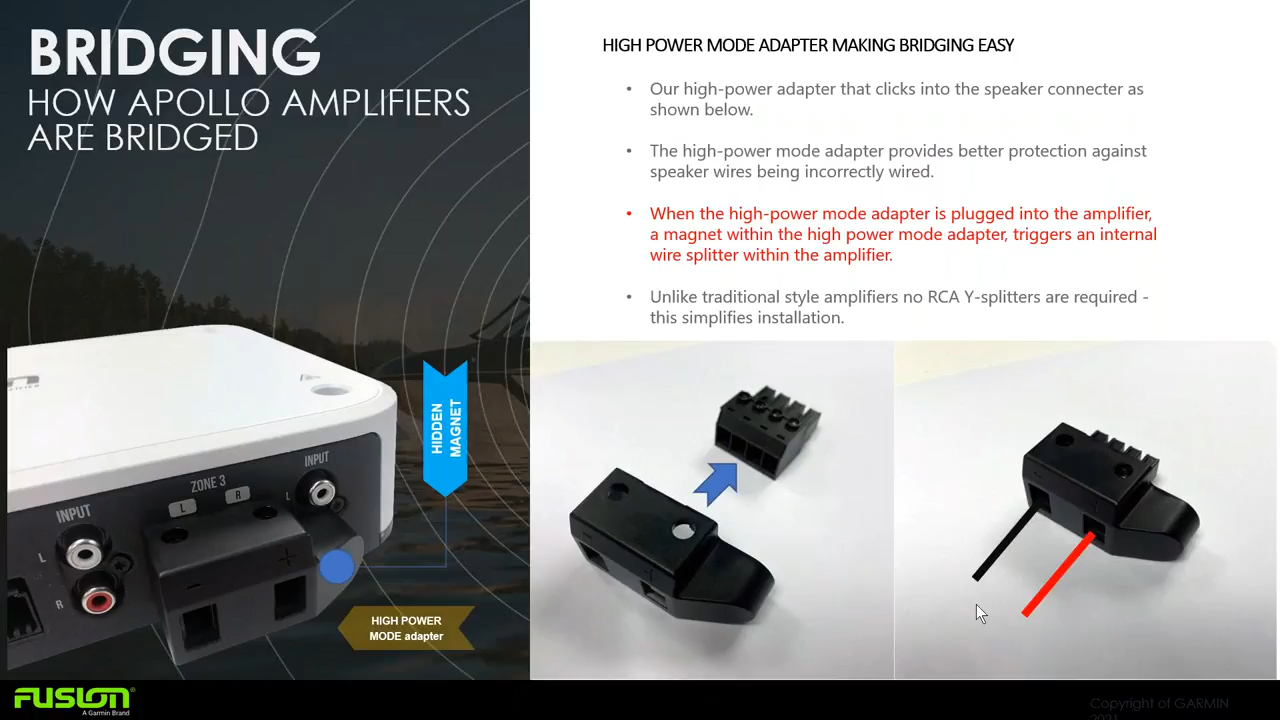 BRIDGING
HOW APOLLO AMPLIFIERS
ARE BRIDGED
HIGH POWER MODE ADAPTER MAKING BRIDGING EASY
• Our high-power adapter that clicks into the speaker connecter as
shown below.
• The high-power mode adapter provides better protection against
speaker wires being incorrectly wired.
• When the high-power mode adapter is plugged into the amplifier,
a magnet within the high power mode adapter, triggers an internal
wire splitter within the amplifier.
• Unlike traditional style amplifiers no RCA Y-splitters are required -
this simplifies installation.
HIDDEN
MAGNET
INPUT
ZONE 3
L
R
INPUT
L
L
R
- +
HIGH POWER
MODE adapter
FUSION®
A Garmin Brand
Copyright of GARMIN
2021